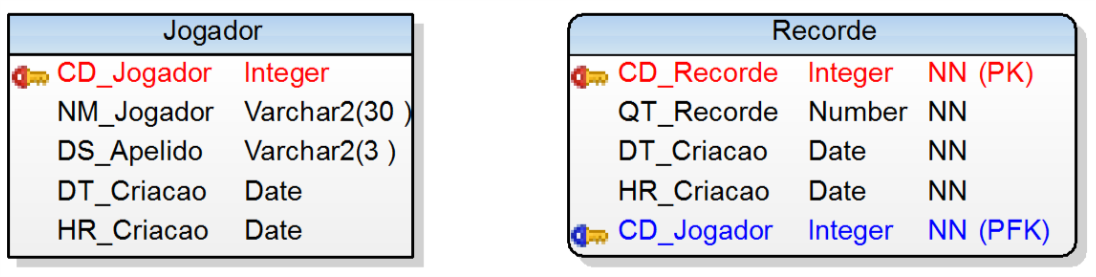 Jogador
CD_Jogador Integer
NM_Jogador Varchar2(30 )
DS_Apelido Varchar2(3 )
DT_Criacao Date
HR_Criacao Date
Recorde
CD_Recorde Integer NN (PK)
QT_Recorde Number NN
DT_Criacao Date NN
HR_Criacao Date NN
CD_Jogador Integer NN (PFK)